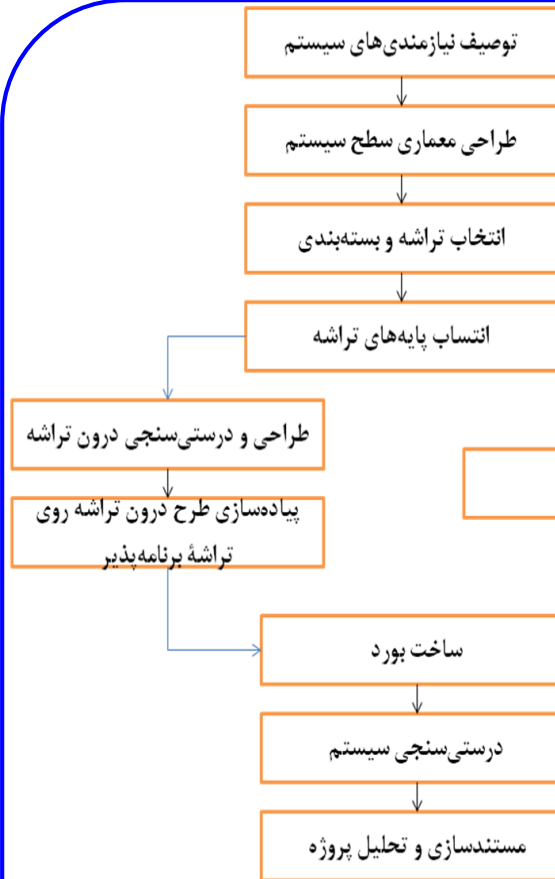 توصیف نیازمندی‌های سیستم
طراحی معماری سطح سیستم
انتخاب تراشه و بسته‌بندی
انتساب پایه‌های تراشه
طراحی و درستی‌سنجی درون تراشه
پیاده‌سازی طرح درون تراشه روی
تراشهٔ برنامه‌پذیر
ساخت بورد
درستی‌سنجی سیستم
مستندسازی و تحلیل پروژه